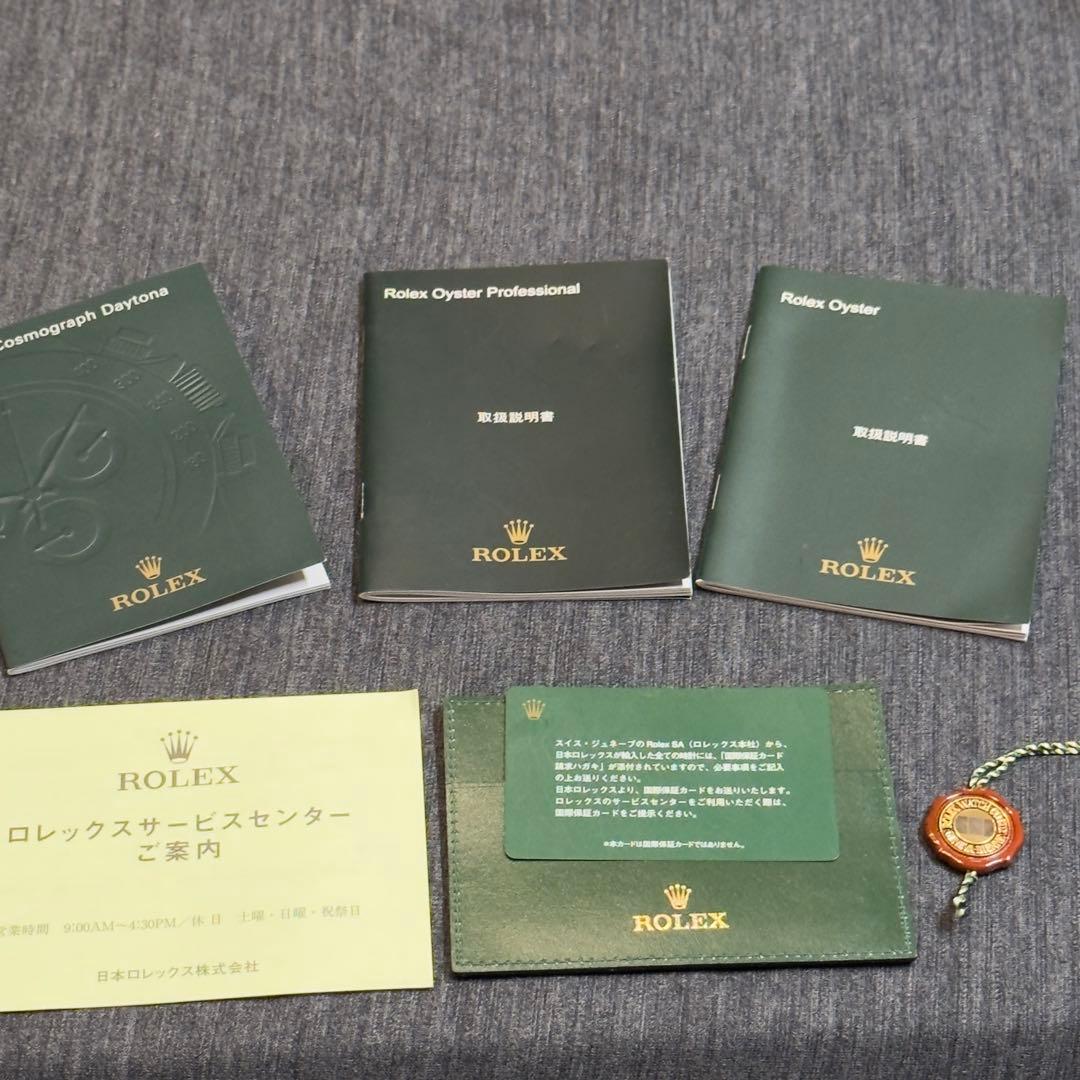 Cosmograph Daytona
ROLEX
Rolex Oyster Professional
取扱説明書
ROLEX
Rolex Oyster
取扱説明書
ROLEX
ROLEX
ロレックスサービスセンター
ご案内
営業時間 9:00AM～4:30PM／休日 土曜・日曜・祝祭日
日本ロレックス株式会社
スイス・ジュネーブのRolex SA（ロレックス本社）から、
日本ロレックスが輸入した全ての時計には、「国際保証カード
請求ハガキ」が添付されていますので、必要事項をご記入
の上お送りください。
日本ロレックスより、国際保証カードをお送りいたします。
ロレックスのサービスセンターをご利用いただく際は、
国際保証カードをご提示ください。
※本カードは国際保証カードではありません。
ROLEX